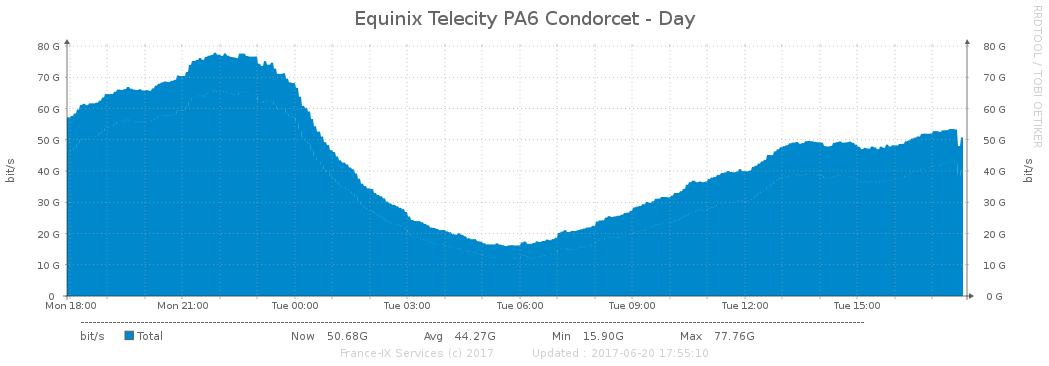 Equinix Telecity PA6 Condorcet - Day
RRDTOOL / TOBI OETIKER
80 G 80 G
70 G 70 G
60 G 60 G
50 G 50 G
40 G 40 G
30 G 30 G
20 G 20 G
10 G 10 G
0 0 G
bit/s bit/s
Mon 18:00 Mon 21:00 Tue 00:00 Tue 03:00 Tue 06:00 Tue 09:00 Tue 12:00 Tue 15:00
bit/s Total Now 50.68G Avg 44.27G Min 15.90G Max 77.76G
France-IX Services (c) 2017 Updated : 2017-06-20 17:55:10